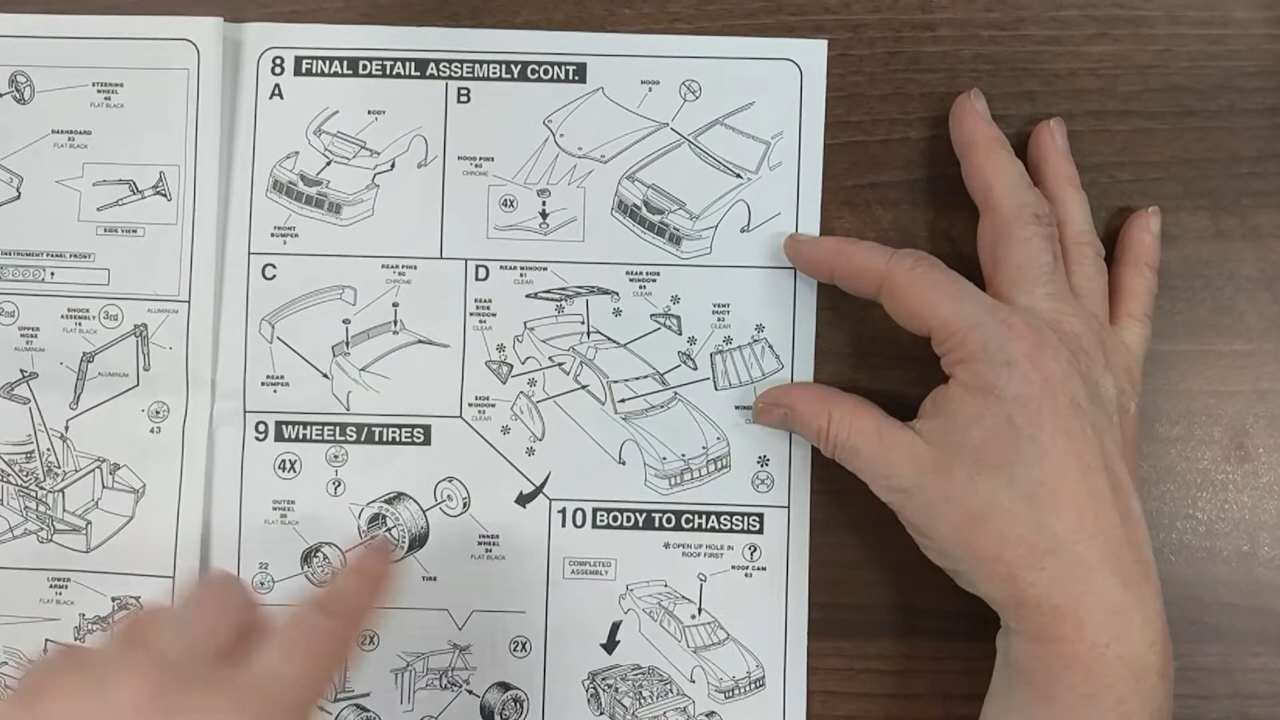 STEERING
WHEEL
46
FLAT BLACK
DASHBOARD
23
FLAT BLACK
SIDE VIEW
INSTRUMENT PANEL FRONT
2nd
UPPER
HOSE
27
ALUMINUM
SHOCK
ASSEMBLY
15
FLAT BLACK
3rd
ALUMINUM
ALUMINUM
43
LOWER
ARMS
14
FLAT BLACK
8 FINAL DETAIL ASSEMBLY CONT.
A
BODY
FRONT
BUMPER
3
B
HOOD
HOOD PINS
* 60
CHROME
4X
C
REAR PINS
* 60
CHROME
REAR
BUMPER
4
D
REAR WINDOW
61
CLEAR
REAR SIDE
WINDOW
65
CLEAR
REAR
SIDE
WINDOW
64
CLEAR
VENT
DUCT
CLEAR
SIDE
WINDOW
CLEAR
9 WHEELS / TIRES
4X
1
?
OUTER
WHEEL
FLAT BLACK
22
INNER
WHEEL
34
FLAT BLACK
TIRE
2X
2X
10 BODY TO CHASSIS
* OPEN UP HOLE IN
ROOF FIRST
?
COMPLETED
ASSEMBLY
ROOF CAM
63